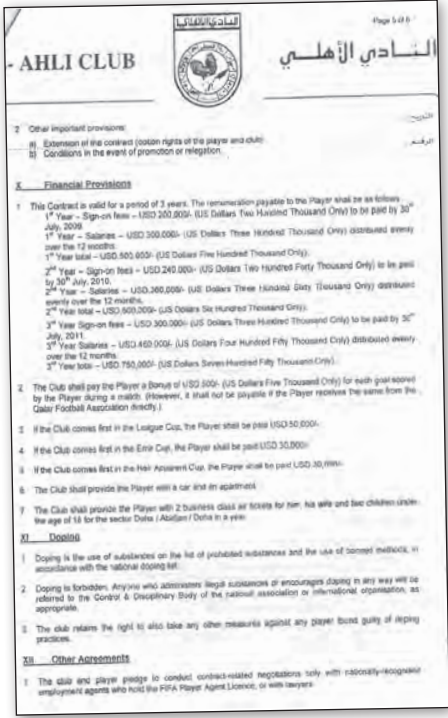 Page 5 of 6
النادي الأهلي
- AHLI CLUB
النادي الأهلي
التاريخ
الرقم
2 Other important provisions:
a) Extension of the contract (option rights of the player and club)
b) Conditions in the event of promotion or relegation.
X Financial Provisions
1 This Contract is valid for a period of 3 years. The remuneration payable to the Player shall be as follows
1st Year – Sign-on fees – USD 200,000/- (US Dollars Two Hundred Thousand Only) to be paid by 30th
July, 2009.
1st Year – Salaries – USD 300,000/- (US Dollars Three Hundred Thousand Only) distributed evenly
over the 12 months.
1st Year total – USD 500,000/- (US Dollars Five Hundred Thousand Only).
2nd Year – Sign-on fees – USD 240,000/- (US Dollars Two Hundred Forty Thousand Only) to be paid
by 30th July, 2010.
2nd Year – Salaries – USD 360,000/- (US Dollars Three Hundred Sixty Thousand Only) distributed
evenly over the 12 months.
2nd Year total – USD 600,000/- (US Dollars Six Hundred Thousand Only).
3rd Year Sign-on fees – USD 300,000/- (US Dollars Three Hundred Thousand Only) to be paid by 30th
July, 2011.
3rd Year Salaries – USD 450,000/- (US Dollars Four Hundred Fifty Thousand Only) distributed evenly
over the 12 months.
3rd Year total – USD 750,000/- (US Dollars Seven Hundred Fifty Thousand Only).
2 The Club shall pay the Player a Bonus of USD 500/- (US Dollars Five Thousand Only) for each goal scored
by the Player during a match. (However, it shall not be payable if the Player receives the same from the
Qatar Football Association directly.)
3 If the Club comes first in the League Cup, the Player shall be paid USD 50,000/-
4 If the Club comes first in the Emir Cup, the Player shall be paid USD 30,000/-
5 If the Club comes first in the Heir Apparent Cup, the Player shall be paid USD 30,000/-
6 The Club shall provide the Player with a car and an apartment
7 The Club shall provide the Player with 2 business class air tickets for him, his wife and two children under
the age of 18 for the sector Doha / Abidjan / Doha in a year.
XI Doping
1 Doping is the use of substances on the list of prohibited substances and the use of banned methods, in
accordance with the national doping list.
2 Doping is forbidden. Anyone who administers illegal substances or encourages doping in any way will be
referred to the Control & Disciplinary Body of the national association or international organisation, as
appropriate.
3 The club retains the right to also take any other measures against any player found guilty of doping
practices.
XII Other Agreements
1 The club and player pledge to conduct contract-related negotiations only with nationally-recognised
employment agents who hold the FIFA Player Agent Licence, or with lawyers